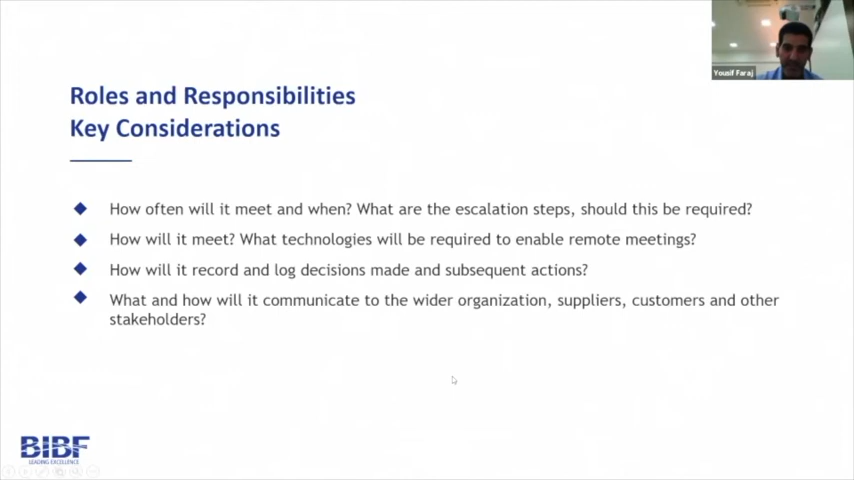 Yousif Faraj
Roles and Responsibilities
Key Considerations
How often will it meet and when? What are the escalation steps, should this be required?
How will it meet? What technologies will be required to enable remote meetings?
How will it record and log decisions made and subsequent actions?
What and how will it communicate to the wider organization, suppliers, customers and other
stakeholders?
BIBF
LEADING EXCELLENCE